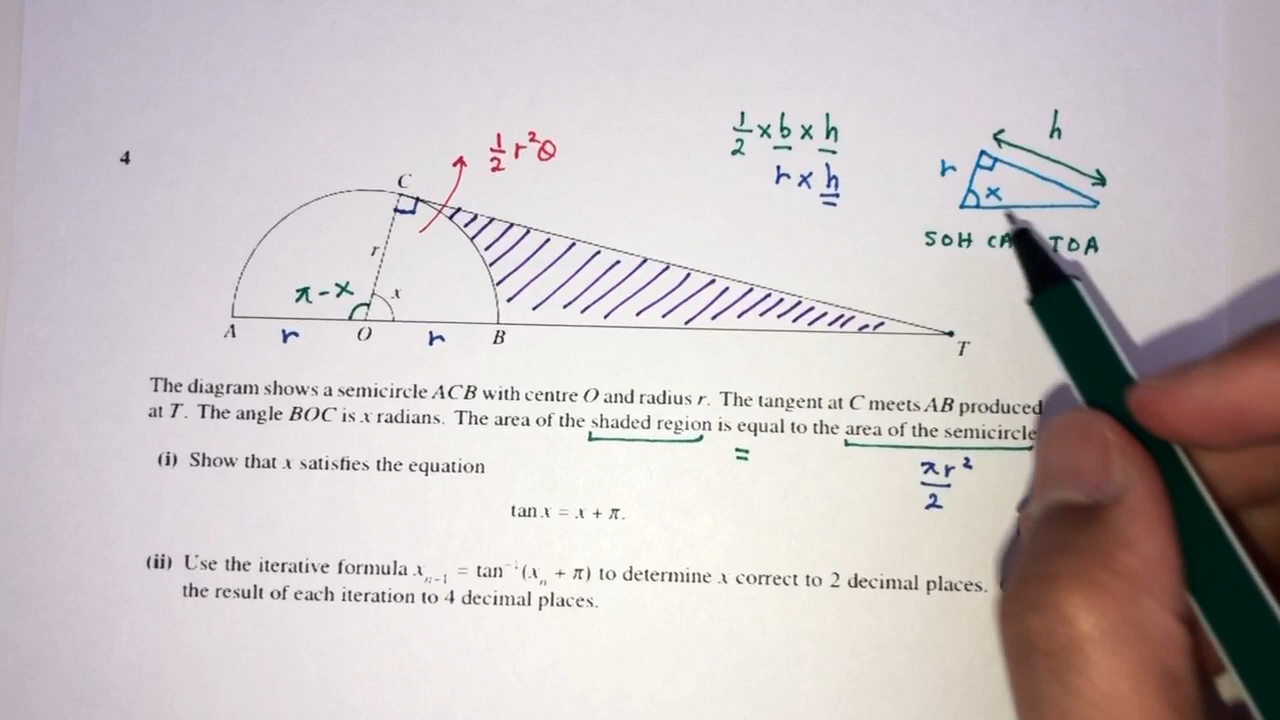 4
C
½r²θ
½ × b × h
r × h
h
r
x
SOH CA TOA
r
π-x
x
A
r
O
r
B
T
The diagram shows a semicircle ACB with centre O and radius r. The tangent at C meets AB produced
at T. The angle BOC is x radians. The area of the shaded region is equal to the area of the semicircle
=
πr²/2
(i) Show that x satisfies the equation
tan x = x + π.
(ii) Use the iterative formula xₙ₋₁ = tan⁻¹(xₙ + π) to determine x correct to 2 decimal places.
the result of each iteration to 4 decimal places.